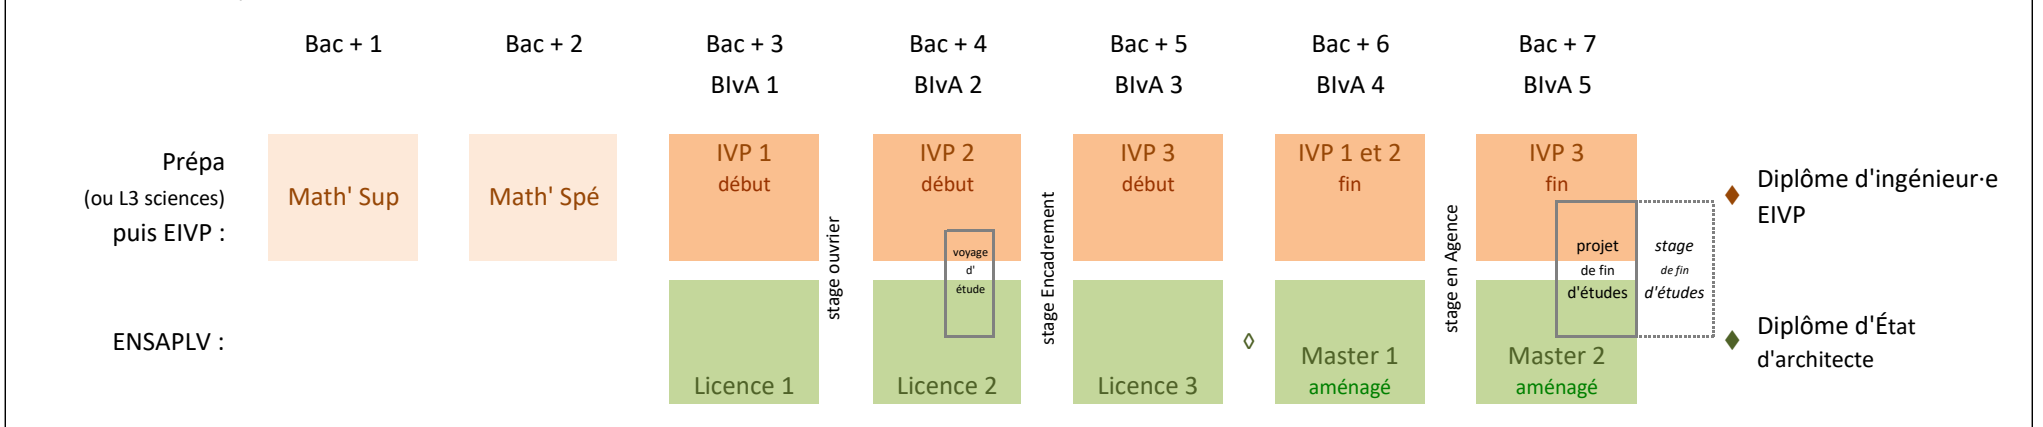 Bac + 1 Bac + 2 Bac + 3 Bac + 4 Bac + 5 Bac + 6 Bac + 7
BIvA 1 BIvA 2 BIvA 3 BIvA 4 BIvA 5
Prépa
(ou L3 sciences)
puis EIVP :
Math' Sup
Math' Spé
IVP 1
début
stage ouvrier
IVP 2
début
voyage
d'
étude
stage Encadrement
IVP 3
début
IVP 1 et 2
fin
stage en Agence
IVP 3
fin
projet
de fin
d'études
stage
de fin
d'études
Diplôme d'ingénieur·e
EIVP
ENSAPLV :
Licence 1
Licence 2
Licence 3
Master 1
aménagé
Master 2
aménagé
Diplôme d'État
d'architecte